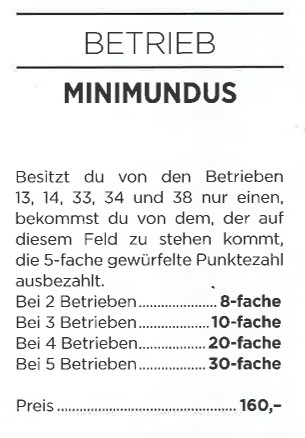 BETRIEB
MINIMUNDUS
Besitzt du von den Betrieben
13, 14, 33, 34 und 38 nur einen,
bekommst du von dem, der auf
diesem Feld zu stehen kommt,
die 5-fache gewürfelte Punktezahl
ausbezahlt.
Bei 2 Betrieben......................8-fache
Bei 3 Betrieben....................10-fache
Bei 4 Betrieben...................20-fache
Bei 5 Betrieben...................30-fache
Preis.................................................160,–